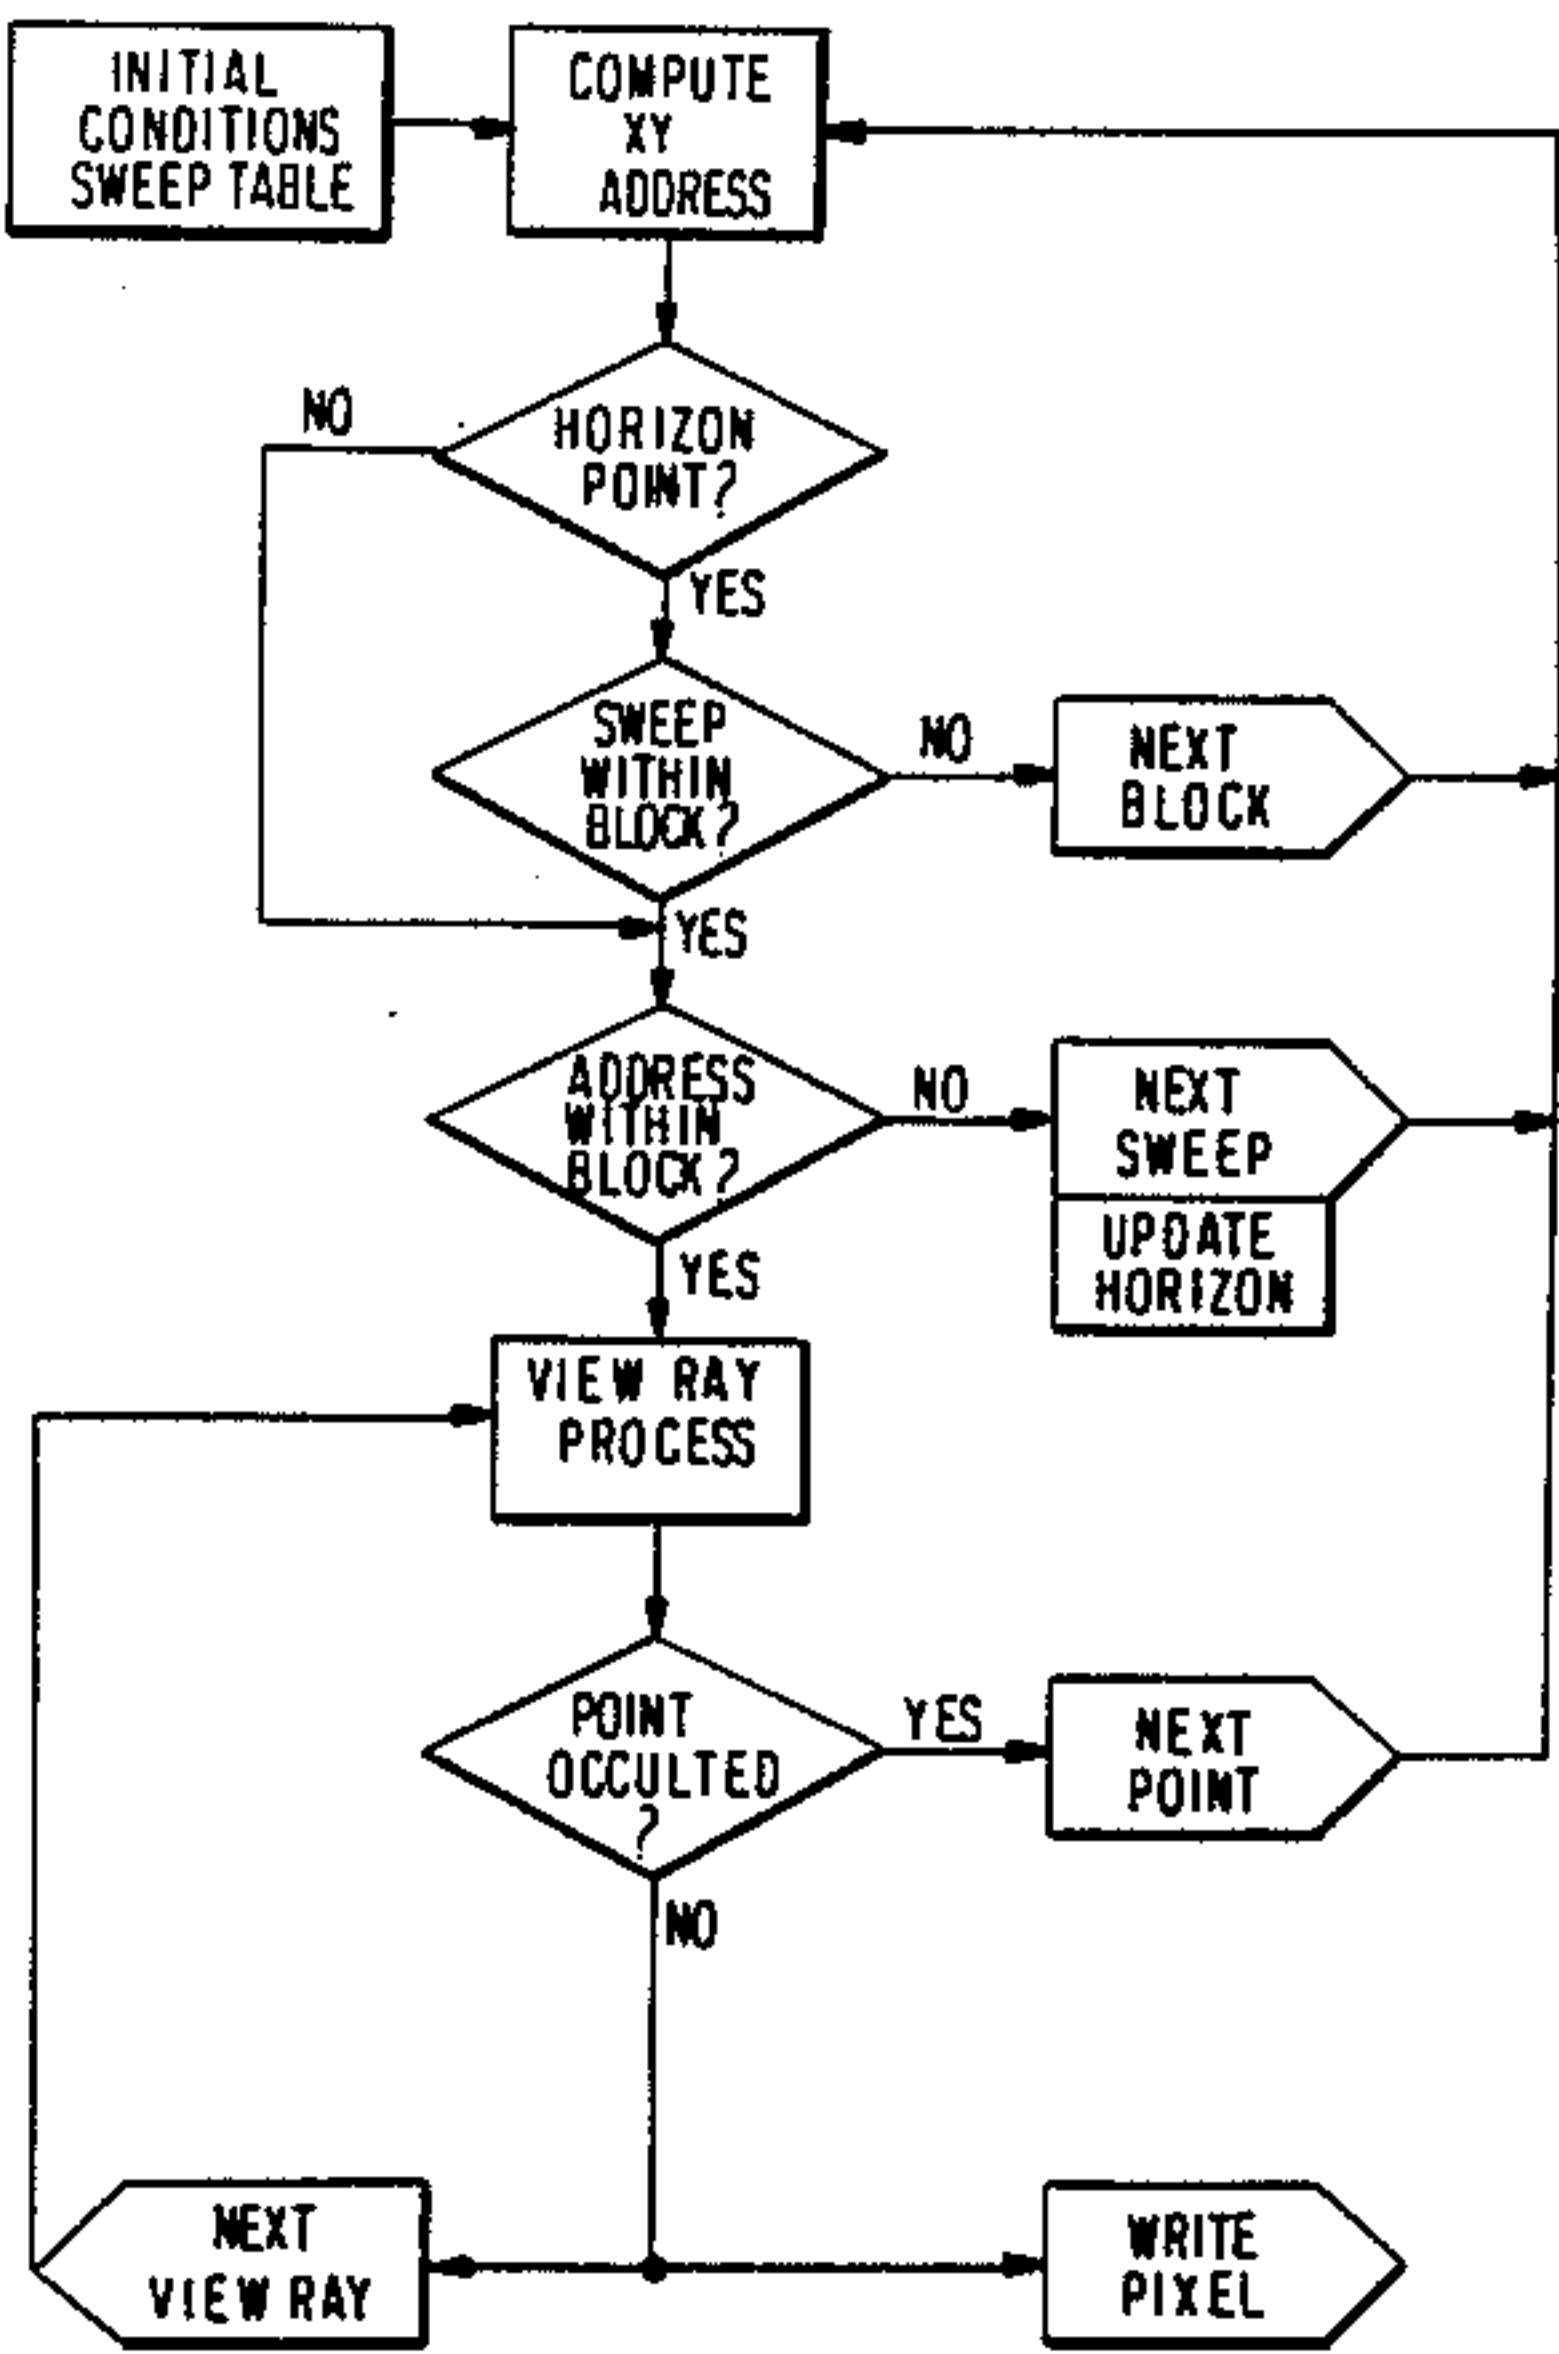 INITIAL
CONDITIONS
SWEEP TABLE
COMPUTE
XY
ADDRESS
NO
HORIZON
POINT?
YES
SWEEP
WITHIN
BLOCK?
NO
NEXT
BLOCK
YES
ADDRESS
WITHIN
BLOCK?
NO
NEXT
SWEEP
UPDATE
HORIZON
YES
VIEW RAY
PROCESS
POINT
OCCULTED
?
YES
NEXT
POINT
NO
NEXT
VIEW RAY
WRITE
PIXEL